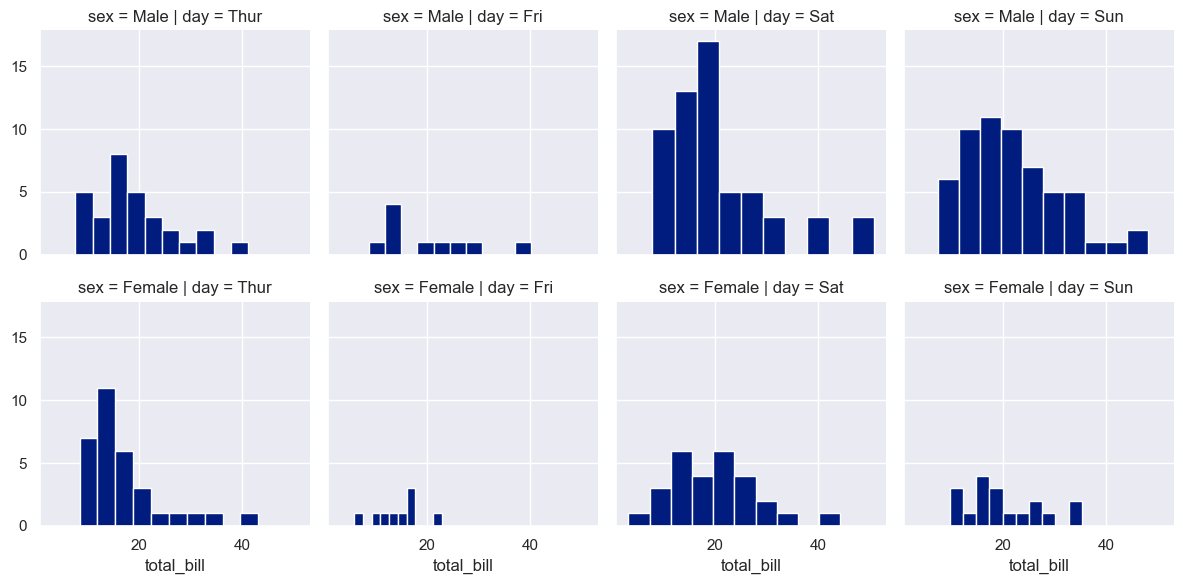 sex = Male | day = Thur
sex = Male | day = Fri
sex = Male | day = Sat
sex = Male | day = Sun
15
10
5
0
sex = Female | day = Thur
sex = Female | day = Fri
sex = Female | day = Sat
sex = Female | day = Sun
15
10
5
0
20 40
20 40
20 40
20 40
total_bill
total_bill
total_bill
total_bill